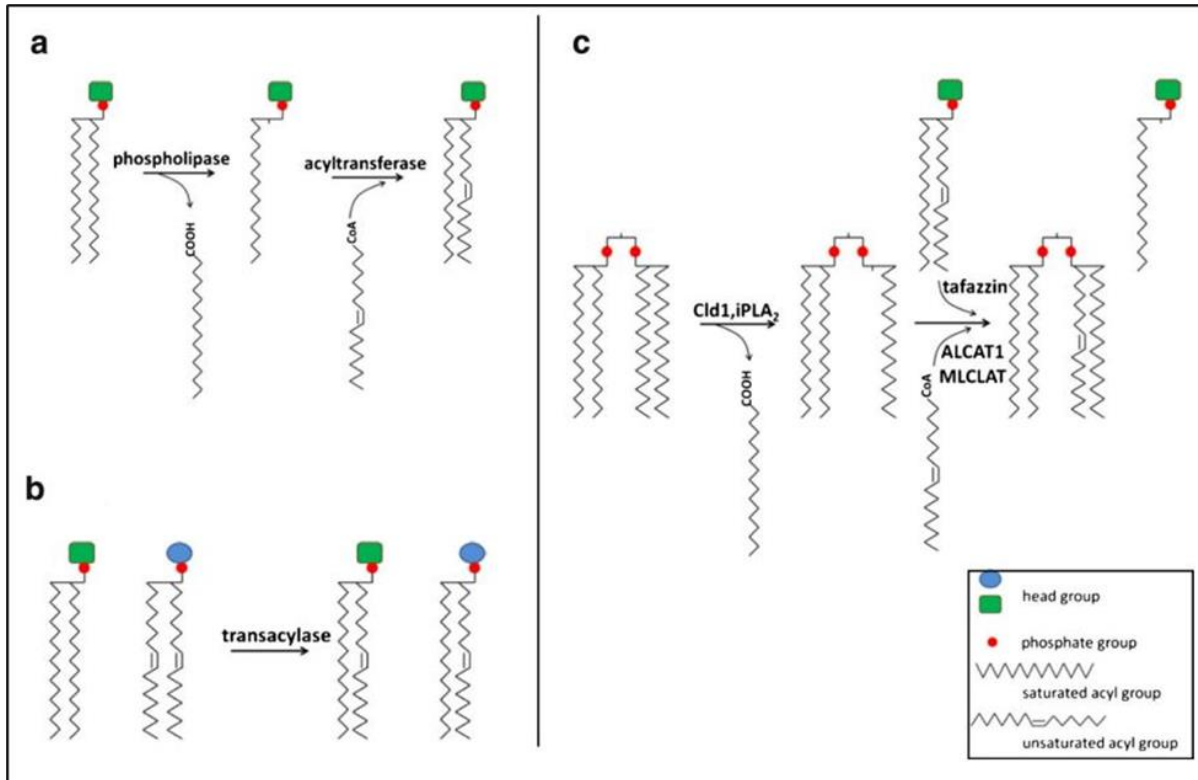 a
phospholipase
COOH
acyltransferase
CoA
b
transacylase
c
Cld1,iPLA₂
COOH
tafazzin
ALCAT1
MLCLAT
CoA
head group
phosphate group
saturated acyl group
unsaturated acyl group